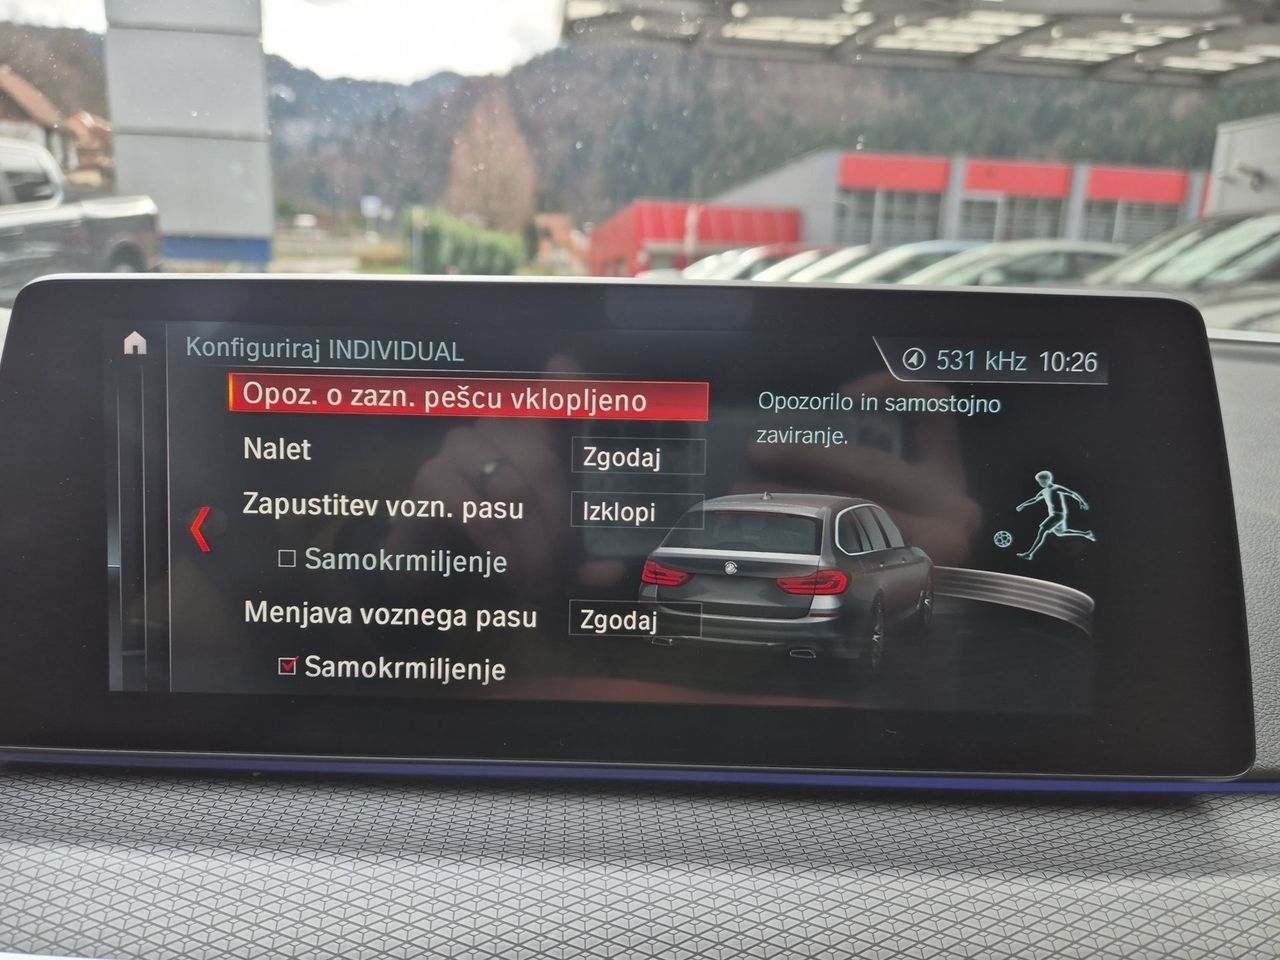 Konfiguriraj INDIVIDUAL
531 kHz 10:26
Opoz. o zazn. pešcu vklopljeno
Nalet Zgodaj
Zapustitev vozn. pasu Izklopi
Samokrmiljenje
Menjava voznega pasu Zgodaj
Samokrmiljenje
Opozorilo in samostojno
zaviranje.